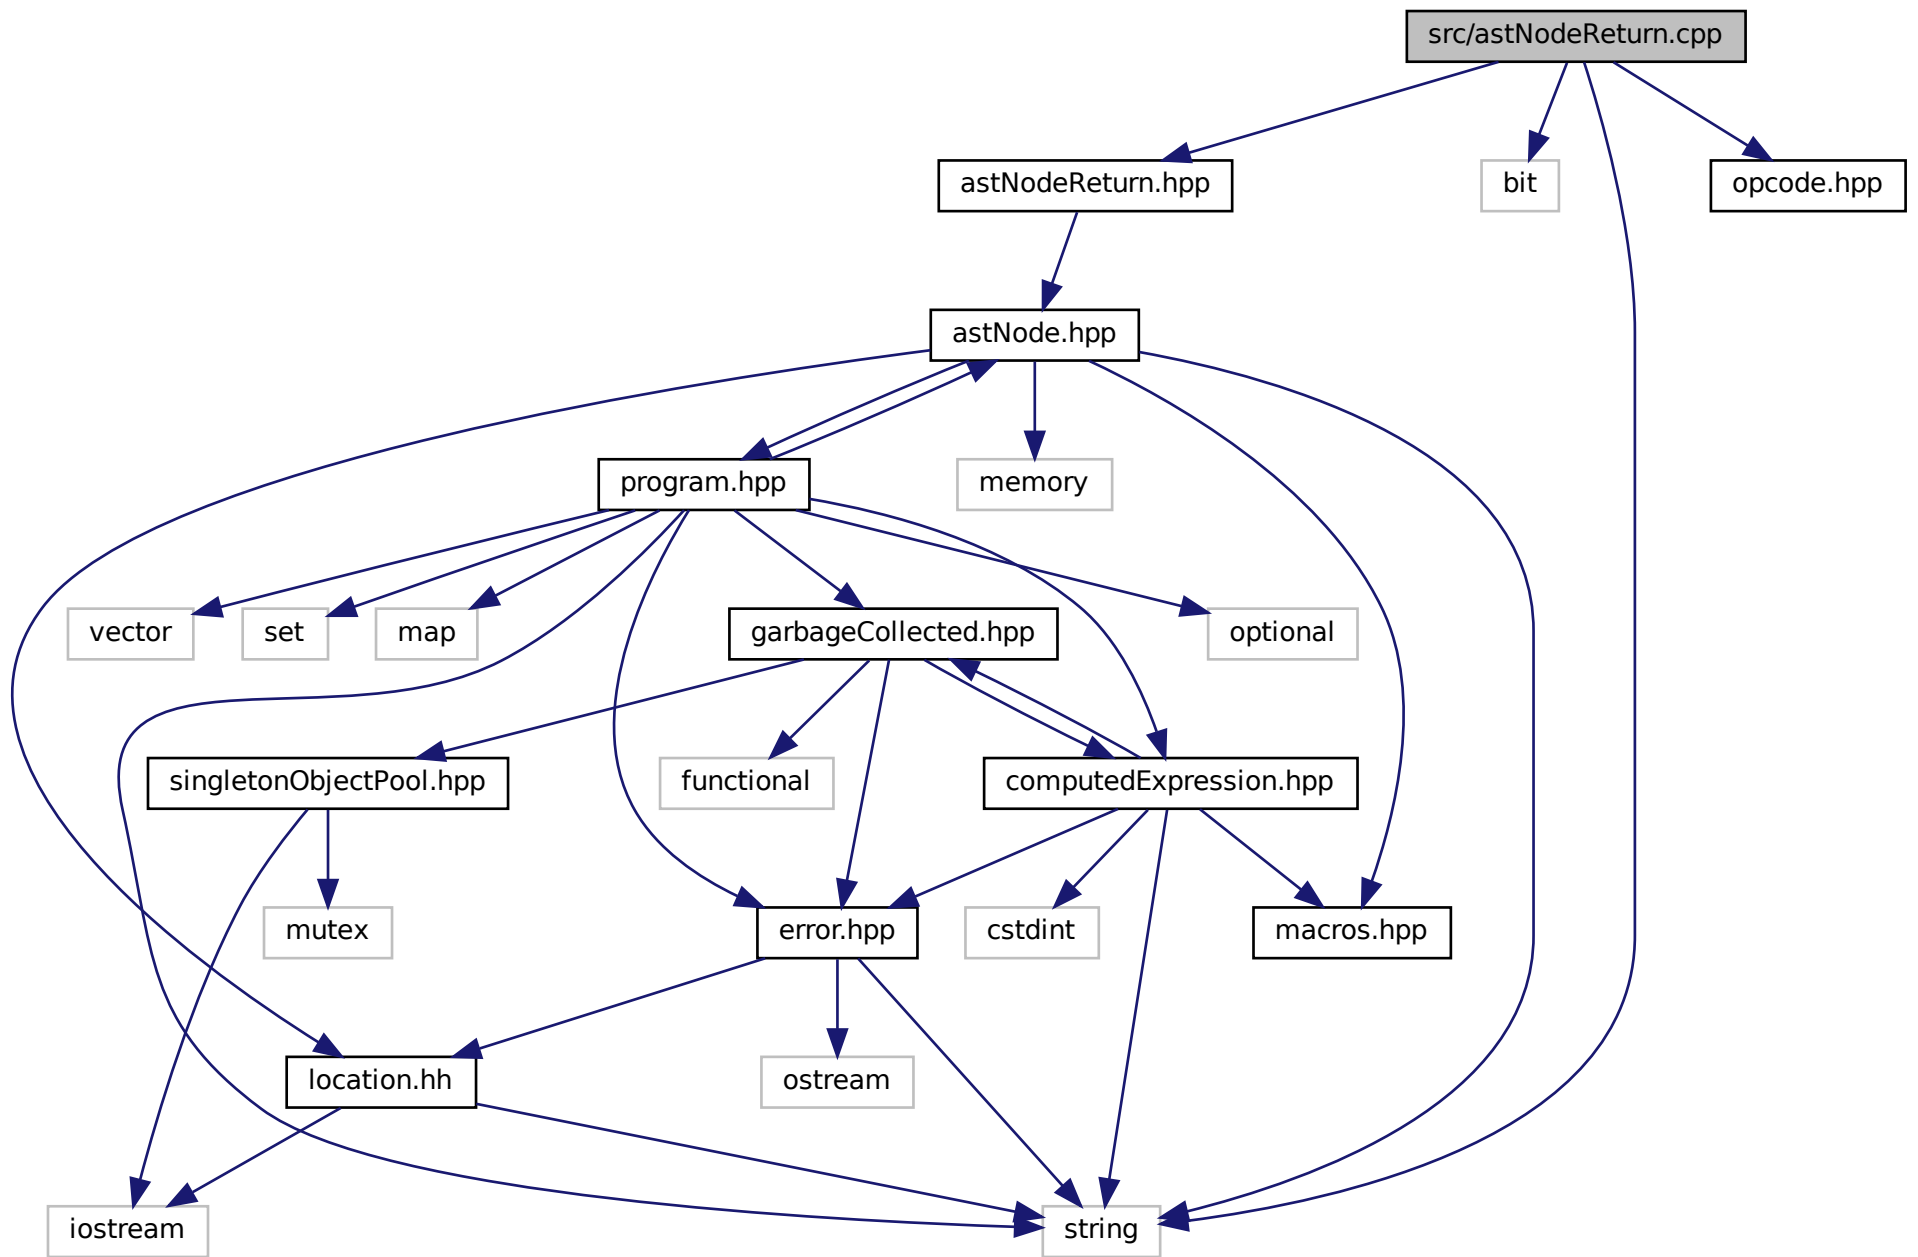 src/astNodeReturn.cpp
astNodeReturn.hpp
bit
opcode.hpp
astNode.hpp
program.hpp
memory
vector
set
map
garbageCollected.hpp
optional
singletonObjectPool.hpp
functional
computedExpression.hpp
mutex
error.hpp
cstdint
macros.hpp
location.hh
ostream
iostream
string